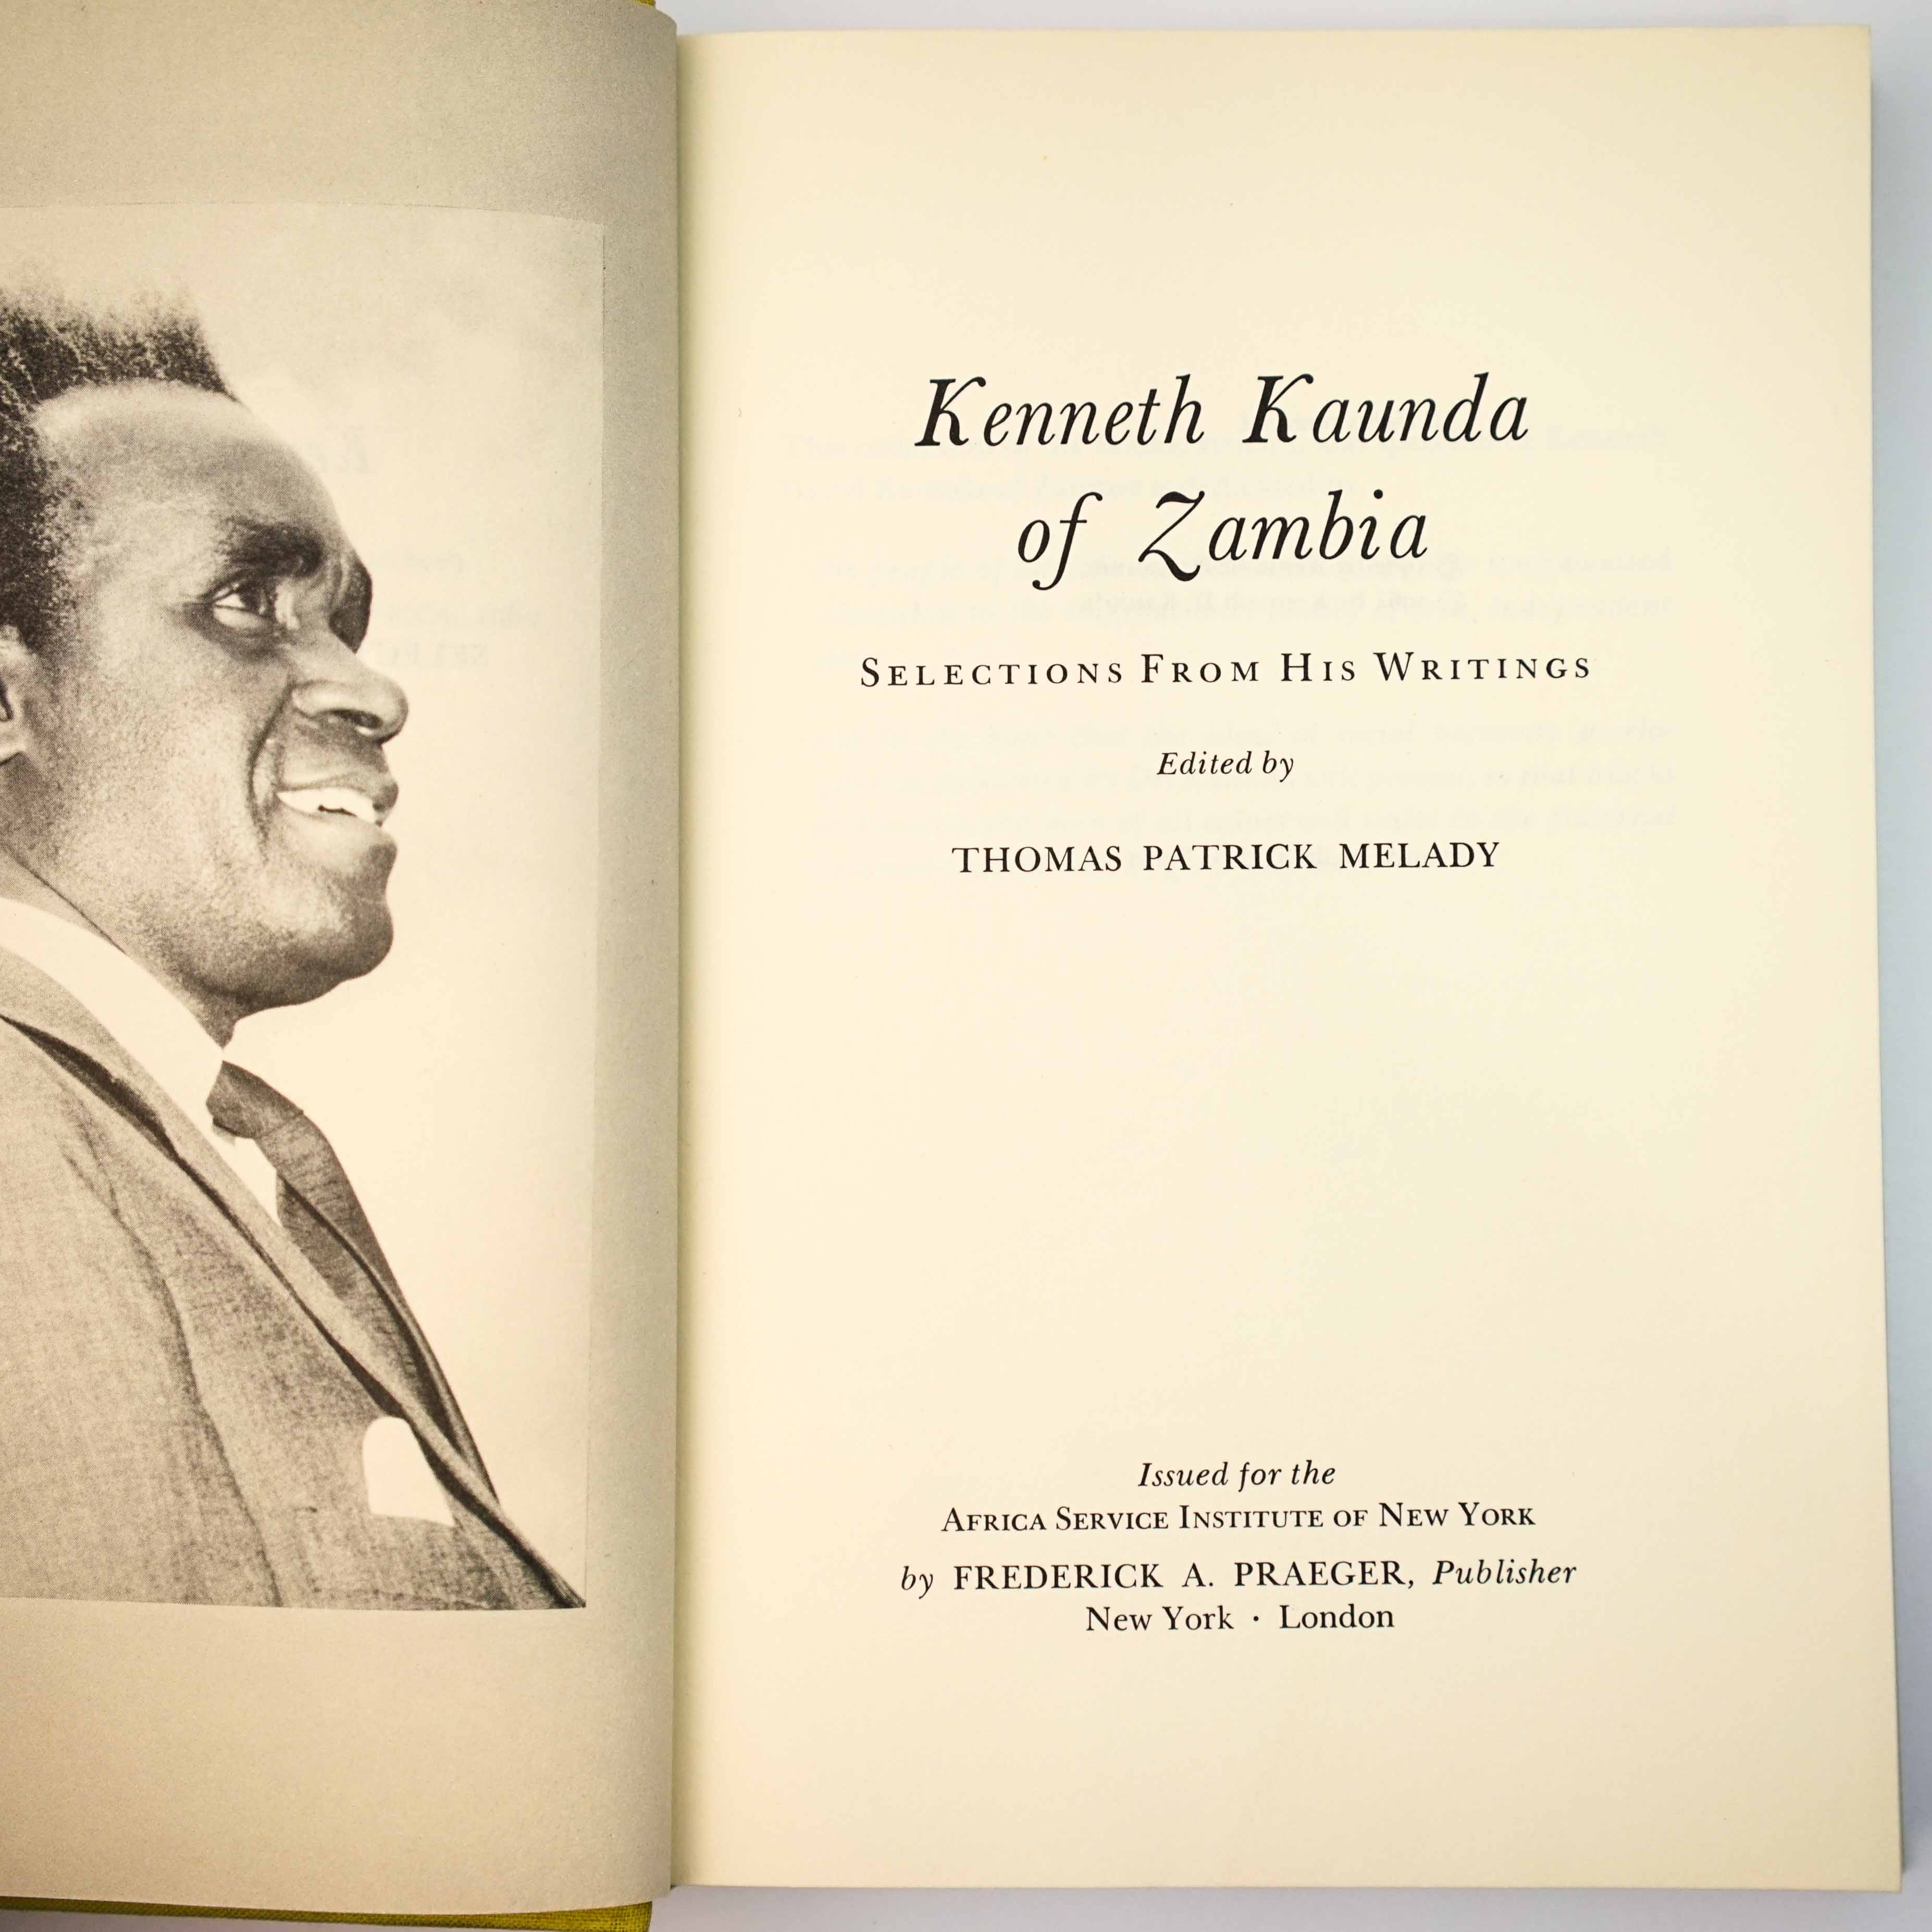 Kenneth Kaunda
of Zambia
SELECTIONS FROM HIS WRITINGS
Edited by
THOMAS PATRICK MELADY
Issued for the
AFRICA SERVICE INSTITUTE OF NEW YORK
by FREDERICK A. PRAEGER, Publisher
New York · London